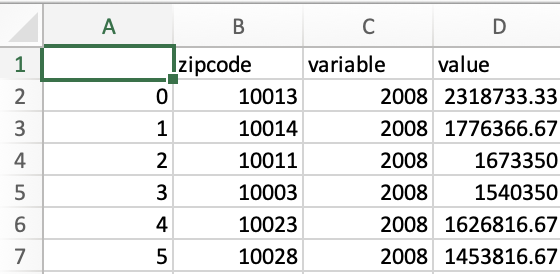 A B C D
1 zipcode variable value
2 0 10013 2008 2318733.33
3 1 10014 2008 1776366.67
4 2 10011 2008 1673350
5 3 10003 2008 1540350
6 4 10023 2008 1626816.67
7 5 10028 2008 1453816.67